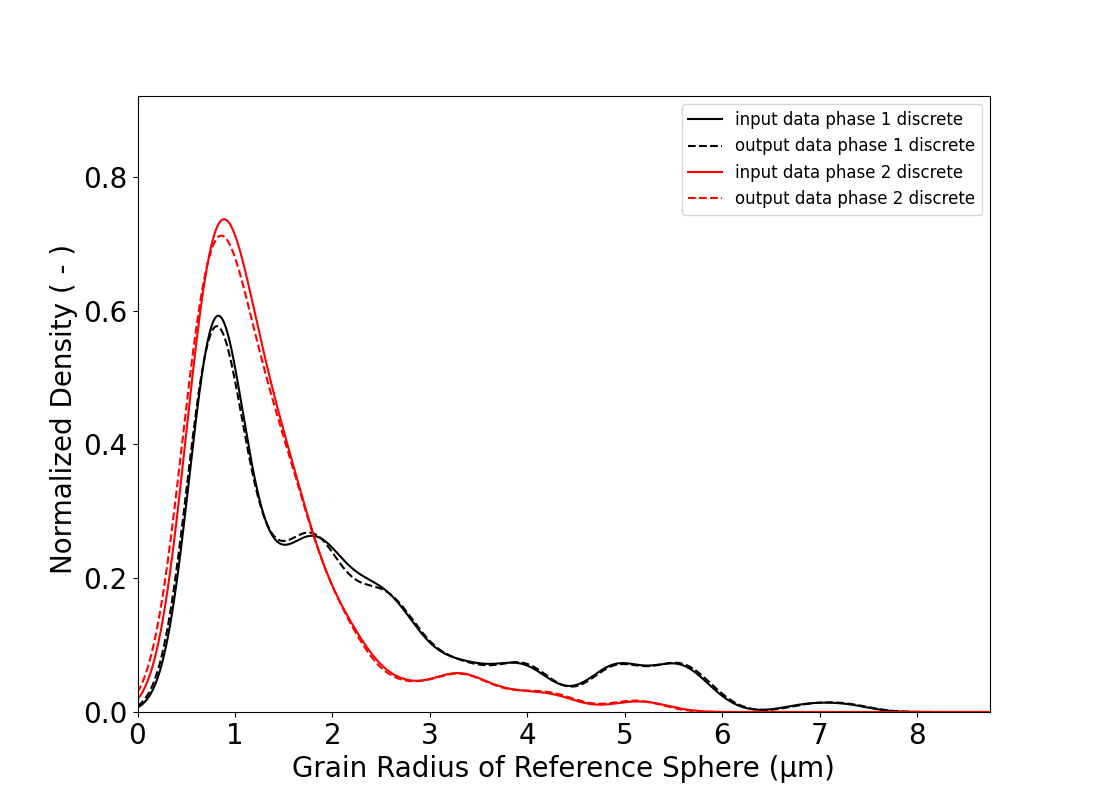 input data phase 1 discrete
output data phase 1 discrete
input data phase 2 discrete
output data phase 2 discrete
Normalized Density ( - )
0.8
0.6
0.4
0.2
0.0
0 1 2 3 4 5 6 7 8
Grain Radius of Reference Sphere (μm)